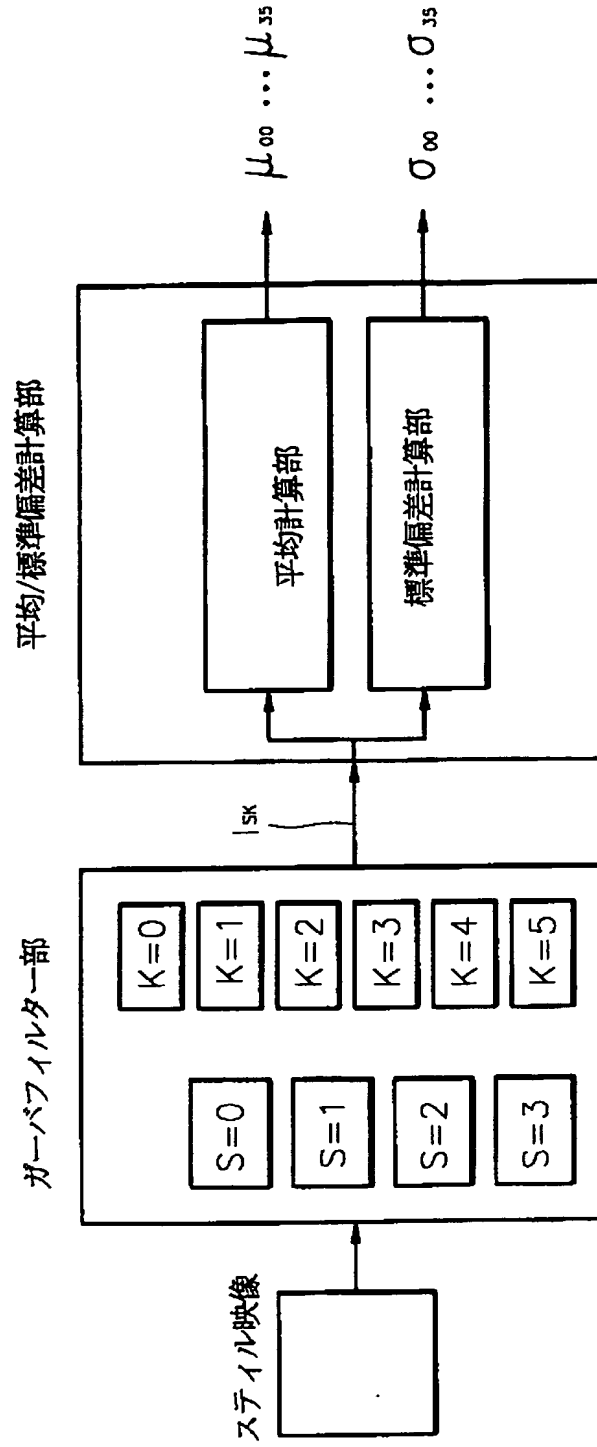 スティル映像
ガーバフィルター部
S=0
S=1
S=2
S=3
K=0
K=1
K=2
K=3
K=4
K=5
I_SK
平均/標準偏差計算部
平均計算部
標準偏差計算部
μ₀₀ ... μ₃₅
σ₀₀ ... σ₃₅